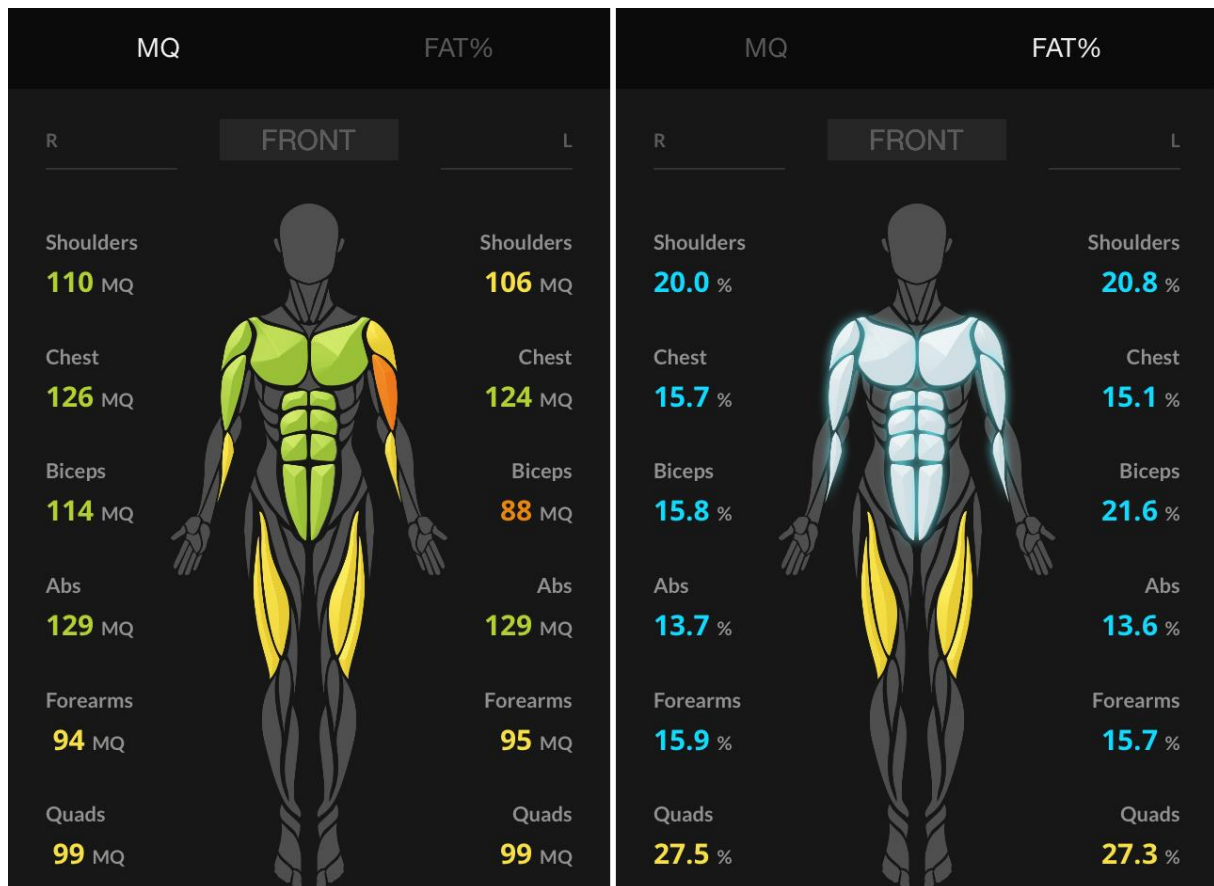 MQ FAT%
R FRONT L
Shoulders Shoulders
110 MQ 106 MQ
Chest Chest
126 MQ 124 MQ
Biceps Biceps
114 MQ 88 MQ
Abs Abs
129 MQ 129 MQ
Forearms Forearms
94 MQ 95 MQ
Quads Quads
99 MQ 99 MQ
MQ FAT%
R FRONT L
Shoulders Shoulders
20.0 % 20.8 %
Chest Chest
15.7 % 15.1 %
Biceps Biceps
15.8 % 21.6 %
Abs Abs
13.7 % 13.6 %
Forearms Forearms
15.9 % 15.7 %
Quads Quads
27.5 % 27.3 %